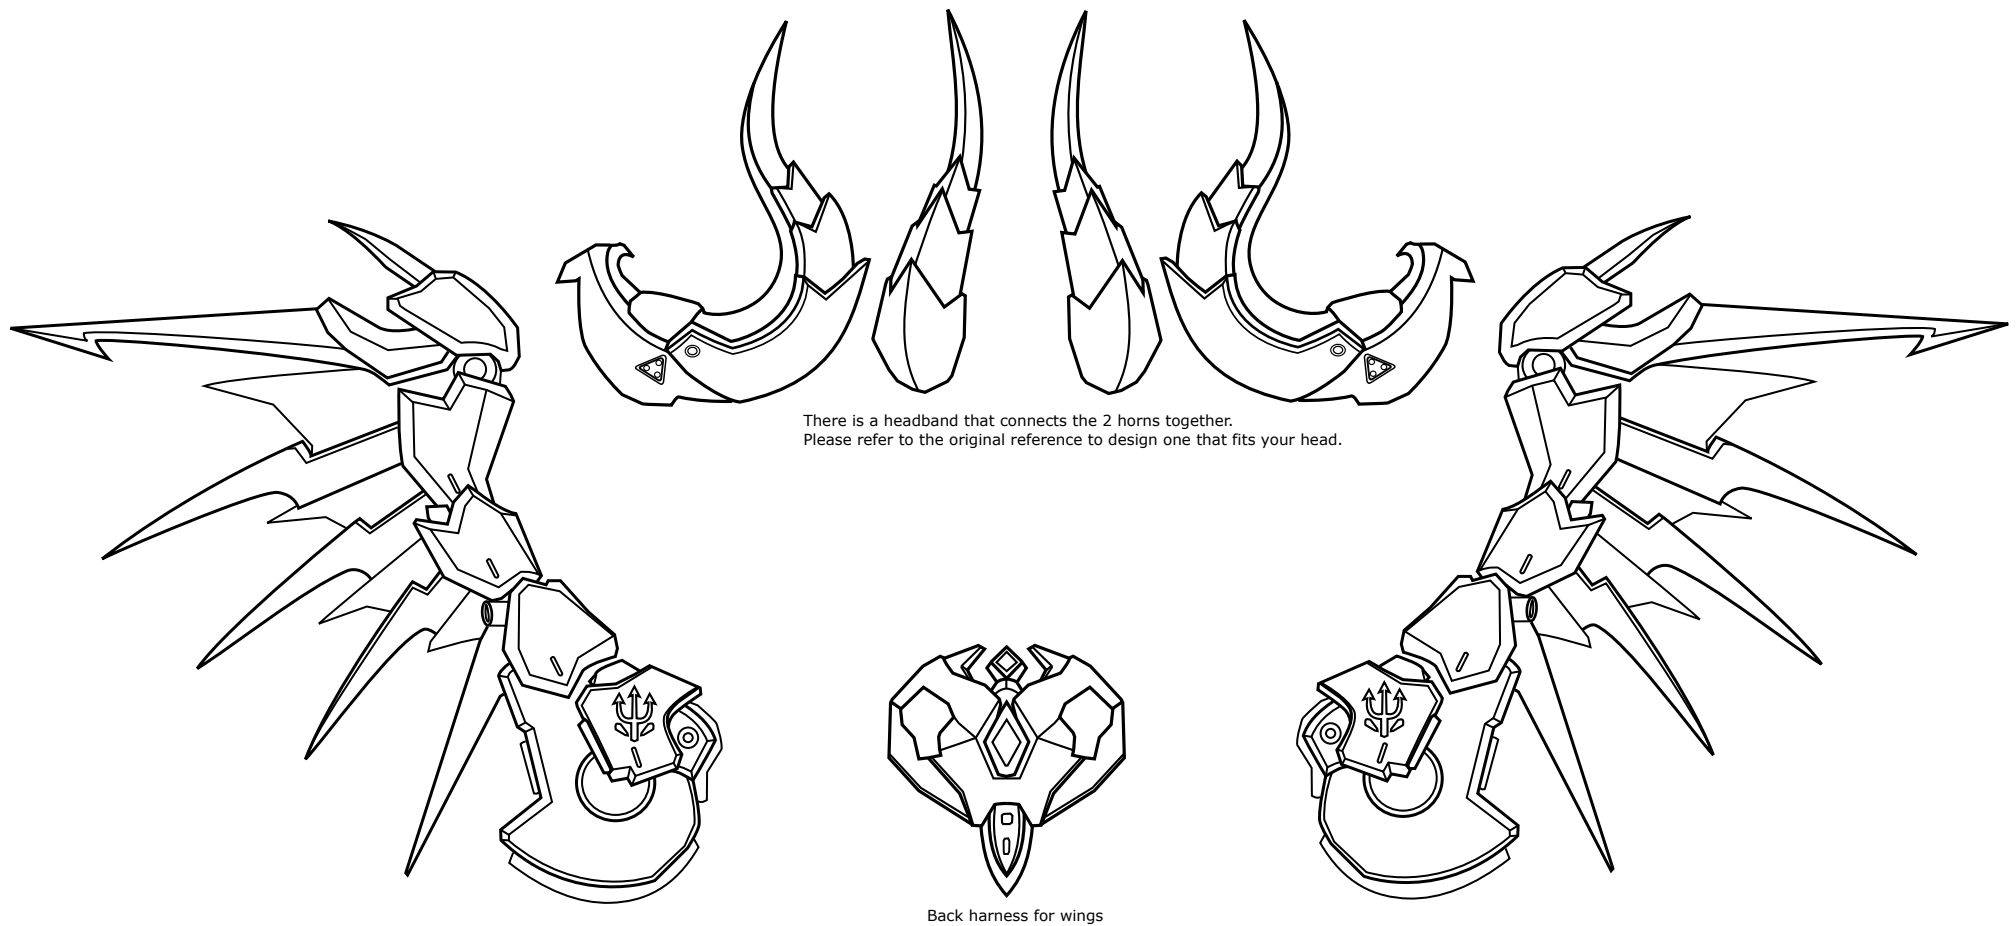 There is a headband that connects the 2 horns together.
Please refer to the original reference to design one that fits your head.
Back harness for wings